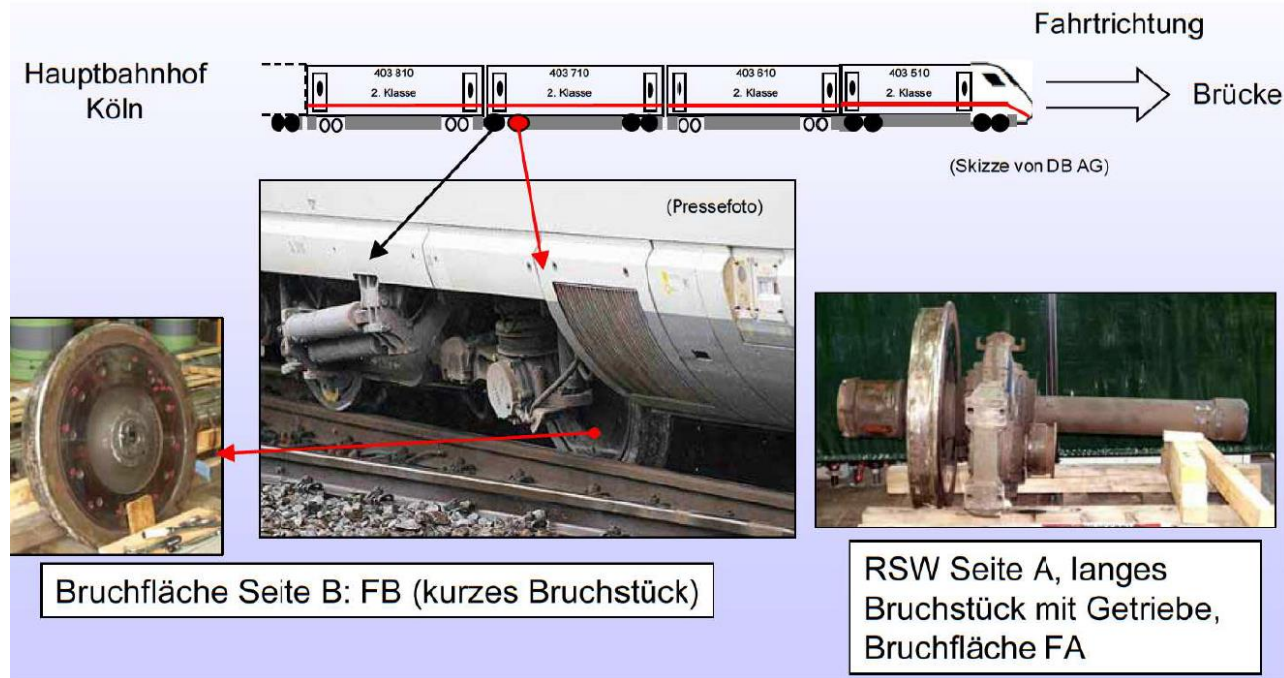 Fahrtrichtung
Hauptbahnhof
Köln
403 810
2. Klasse
403 710
2. Klasse
403 610
2. Klasse
403 510
2. Klasse
Brücke
(Skizze von DB AG)
(Pressefoto)
Bruchfläche Seite B: FB (kurzes Bruchstück)
RSW Seite A, langes
Bruchstück mit Getriebe,
Bruchfläche FA